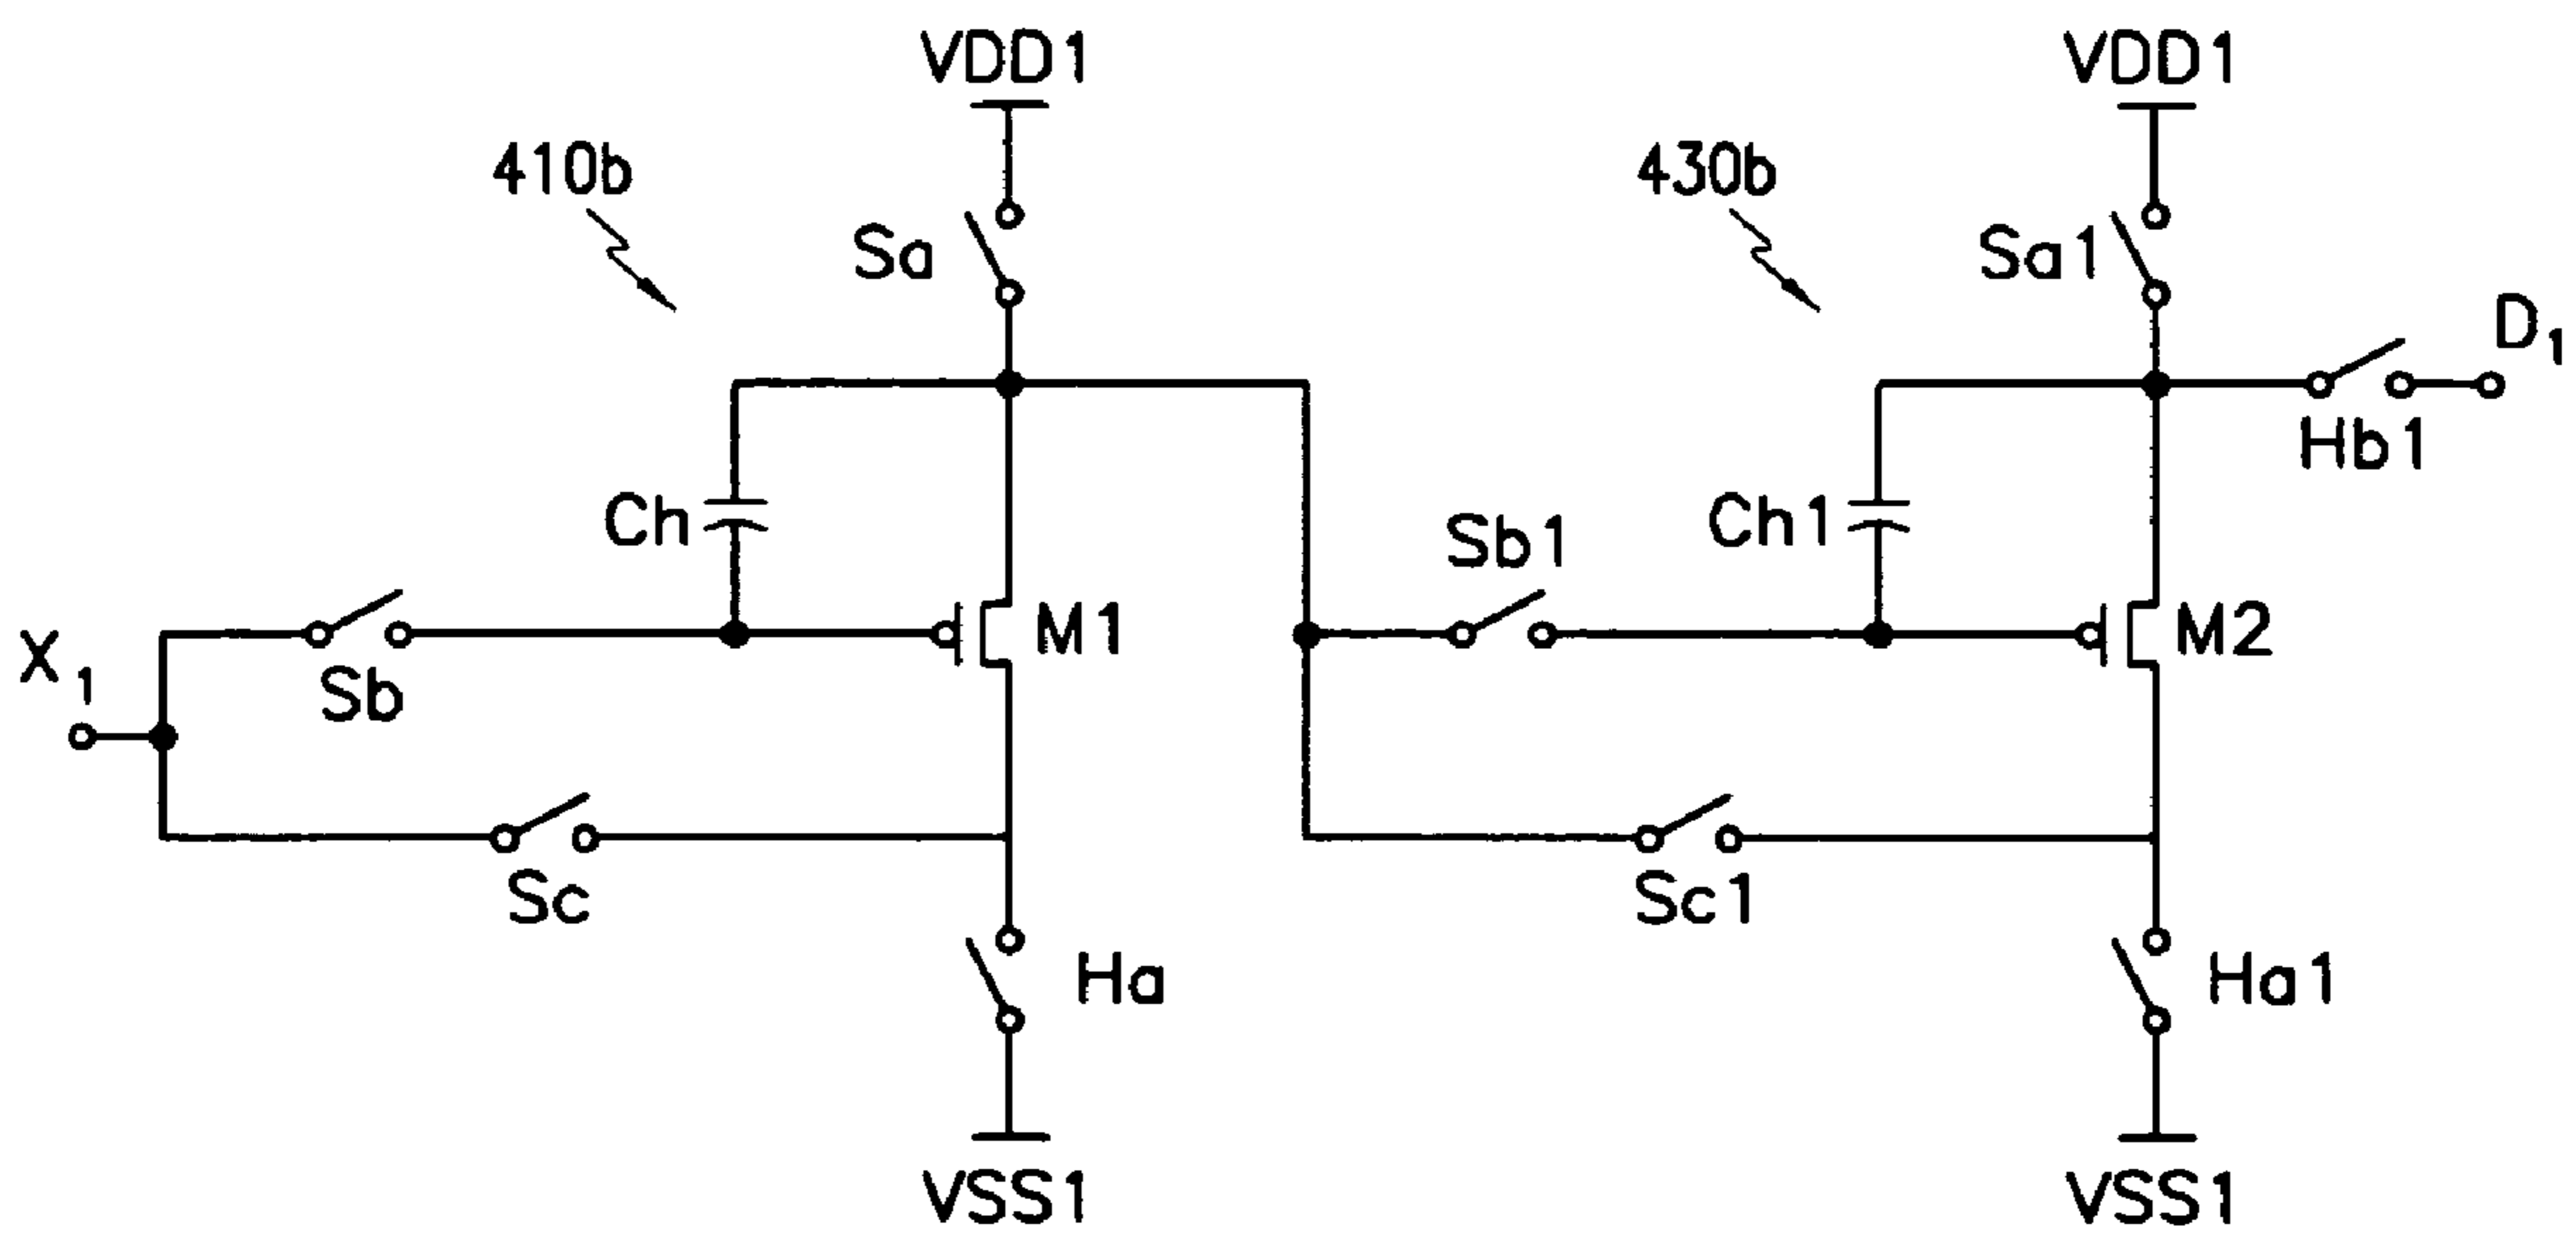 VDD1
VDD1
410b
430b
Sa
Sa1
D1
Hb1
Ch
Sb1
Ch1
X1
M1
M2
Sb
Sc
Sc1
Ha
Ha1
VSS1
VSS1